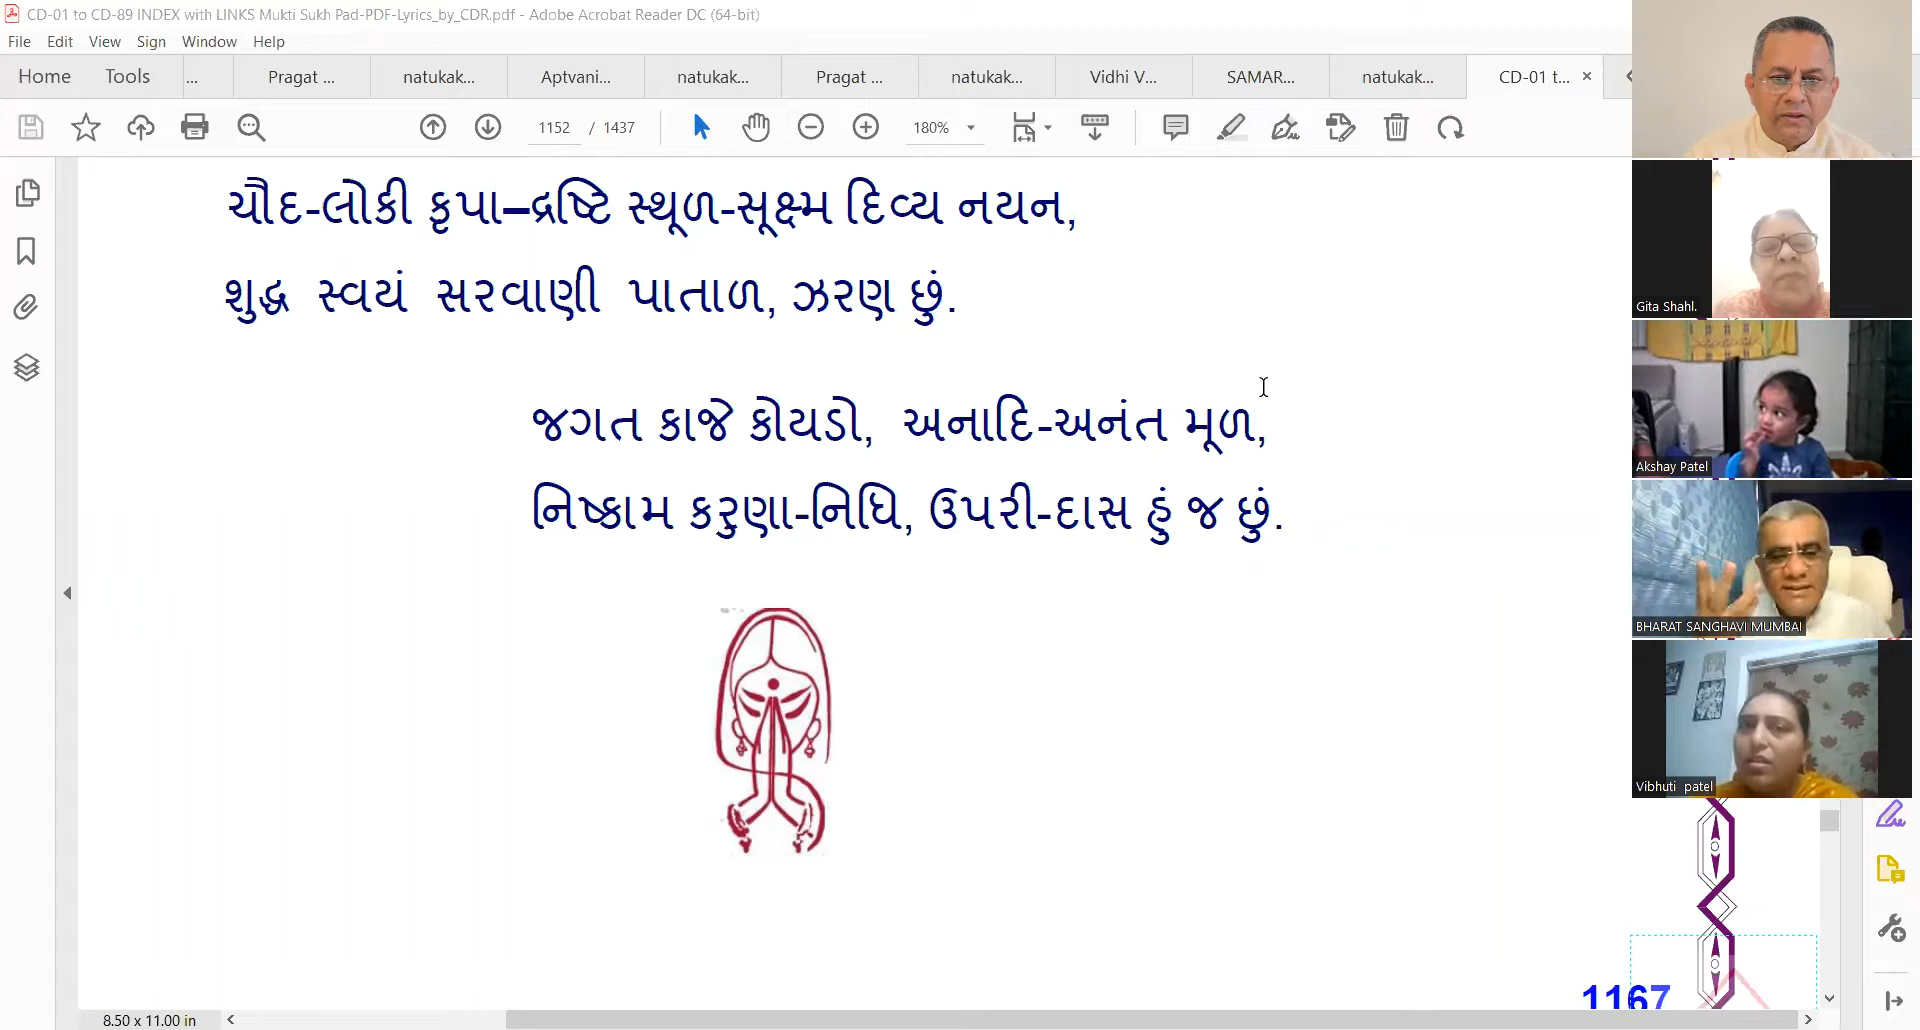 CD-01 to CD-89 INDEX with LINKS Mukti Sukh Pad-PDF-Lyrics_by_CDR.pdf - Adobe Acrobat Reader DC (64-bit)
File Edit View Sign Window Help
Home Tools ... Pragat ... natukak... Aptvani... natukak... Pragat ... natukak... Vidhi V... SAMAR... natukak... CD-01 t...
1152 / 1437 180%
ચૌદ-લોકી કૃપા–દ્રષ્ટિ સ્થૂળ-સૂક્ષ્મ દિવ્ય નયન,
શુદ્ધ સ્વયં સરવાણી પાતાળ, ઝરણ છું.
જગત કાજે કોયડો, અનાદિ-અનંત મૂળ,
નિષ્કામ કરુણા-નિધિ, ઉપરી-દાસ હું જ છું.
Gita Shahl.
Akshay Patel
BHARAT SANGHAVI MUMBAI
Vibhuti patel
1167
8.50 x 11.00 in